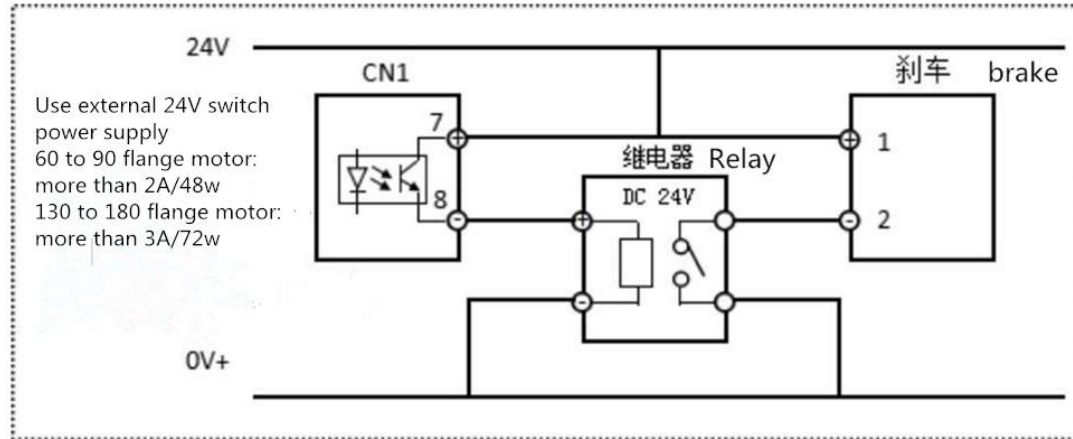 24V
CN1
刹车 brake
Use external 24V switch
power supply
60 to 90 flange motor:
more than 2A/48w
130 to 180 flange motor:
more than 3A/72w
7
8
继电器 Relay
DC 24V
1
2
0V+